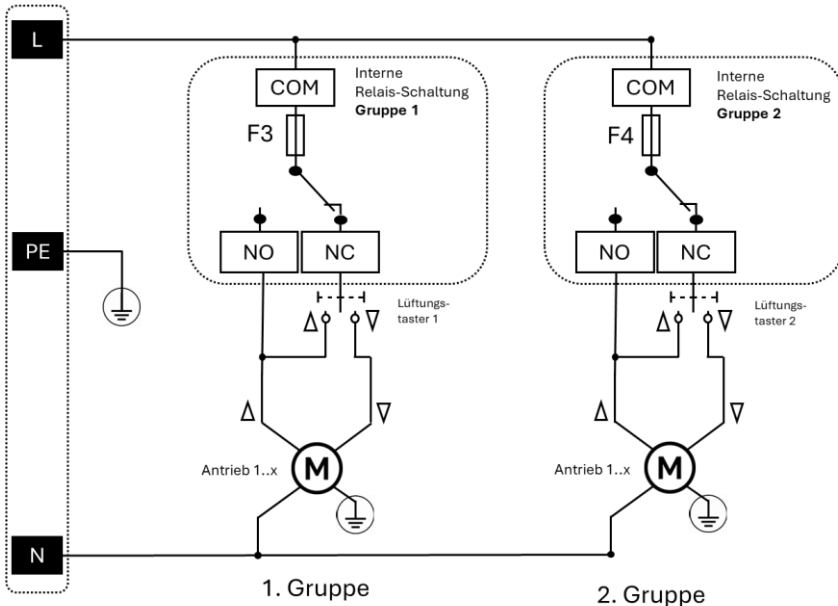 L
Interne
Relais-Schaltung
Gruppe 1
COM
F3
NO
NC
Lüftungs-
taster 1
Antrieb 1..x
M
1. Gruppe
Interne
Relais-Schaltung
Gruppe 2
COM
F4
NO
NC
Lüftungs-
taster 2
Antrieb 1..x
M
2. Gruppe
PE
N